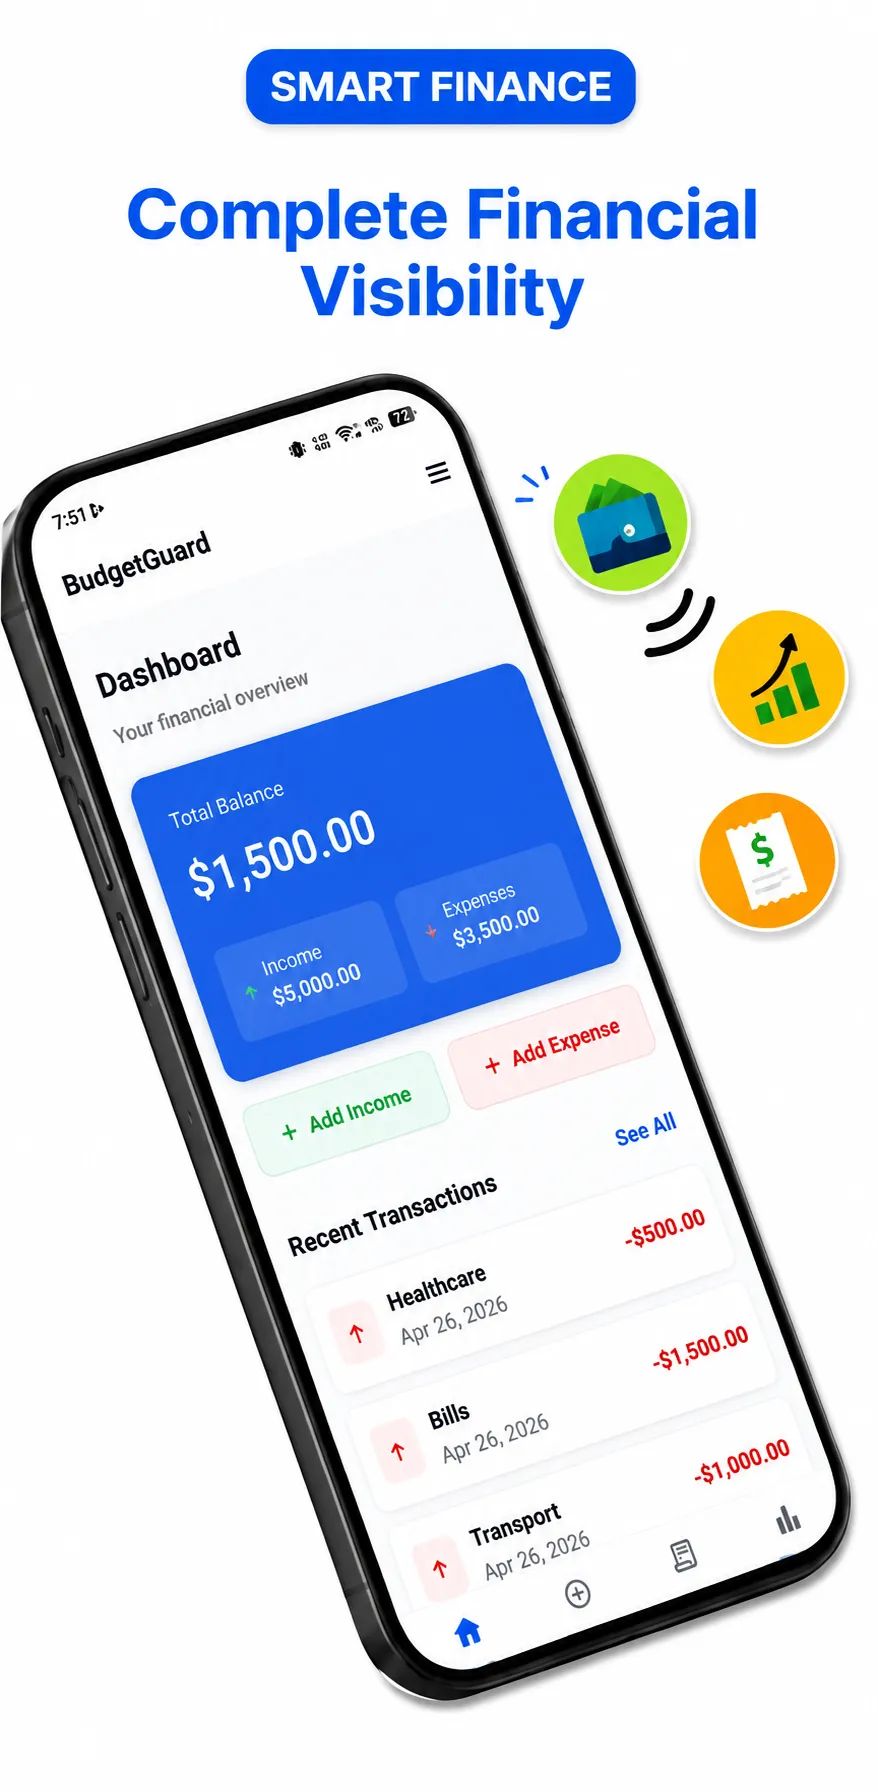 SMART FINANCE
Complete Financial
Visibility
7:51
72
BudgetGuard
Dashboard
Your financial overview
Total Balance
$1,500.00
Income
$5,000.00
Expenses
$3,500.00
+ Add Income
+ Add Expense
Recent Transactions
See All
Healthcare
Apr 26, 2026
-$500.00
Bills
Apr 26, 2026
-$1,500.00
Transport
Apr 26, 2026
-$1,000.00
$